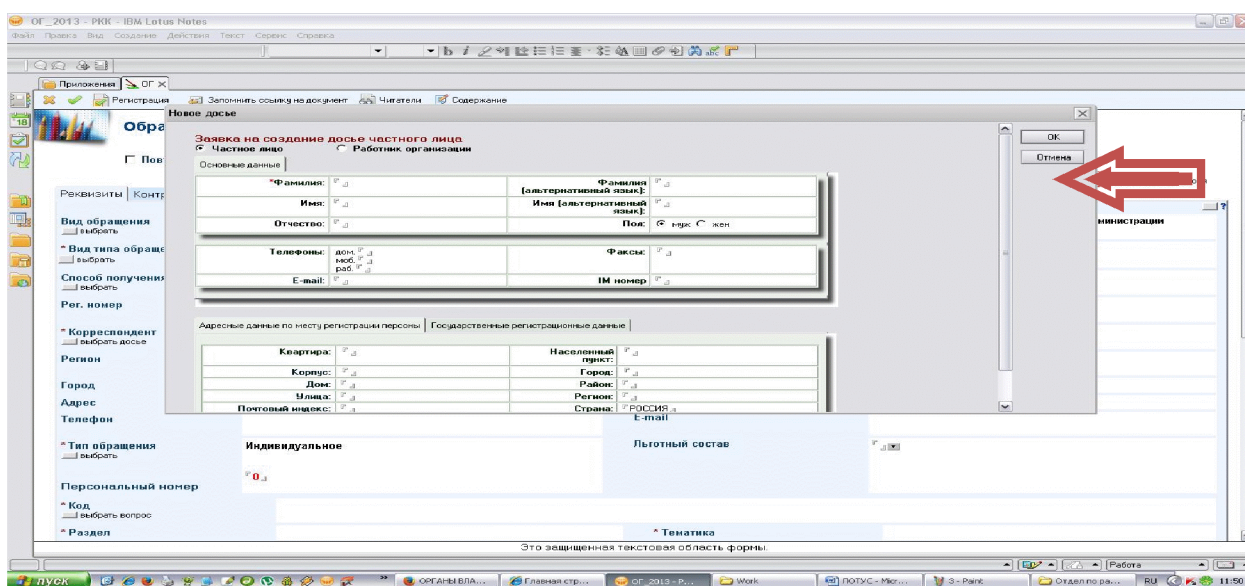 ОГ_2013 - РКК - IBM Lotus Notes
Файл Правка Вид Создание Действия Текст Сервис Справка
Приложения ОГ
Регистрация Запомнить ссылку на документ Читатели Содержание
Новое досье
Обра
Заявка на создание досье частного лица
OK
Частное лицо Работник организации
Отмена
Пов
Основные данные
Реквизиты Контр
*Фамилия: Фамилия (альтернативный язык):
Имя: Имя (альтернативный язык):
Отчество: Пол: муж жен
Вид обращения
выбрать
министрации
* Вид типа обраще
выбрать
Телефоны: дом. Факсы:
моб.
раб.
E-mail: IM номер
Способ получения
выбрать
Рег. номер
Адресные данные по месту регистрации персоны Государственные регистрационные данные
* Корреспондент
выбрать досье
Регион
Квартира: Населенный пункт:
Корпус: Город:
Дом: Район:
Улица: Регион:
Почтовый индекс: Страна: РОССИЯ
Город
Адрес
Телефон E-mail
* Тип обращения Индивидуальное Льготный состав
выбрать
0
Персональный номер
* Код
выбрать вопрос
* Раздел * Тематика
Это защищенная текстовая область формы.
Работа
пуск ОРГАНЫ ВЛА... Главная стр... ОГ_2013 - Р... Work ЛОТУС - Micr... 3 - Paint Отдел по ра... RU 11:50